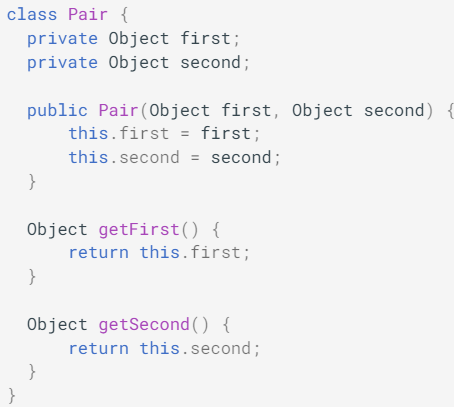 class Pair {
  private Object first;
  private Object second;

  public Pair(Object first, Object second) {
      this.first = first;
      this.second = second;
  }

  Object getFirst() {
      return this.first;
  }

  Object getSecond() {
      return this.second;
  }
}